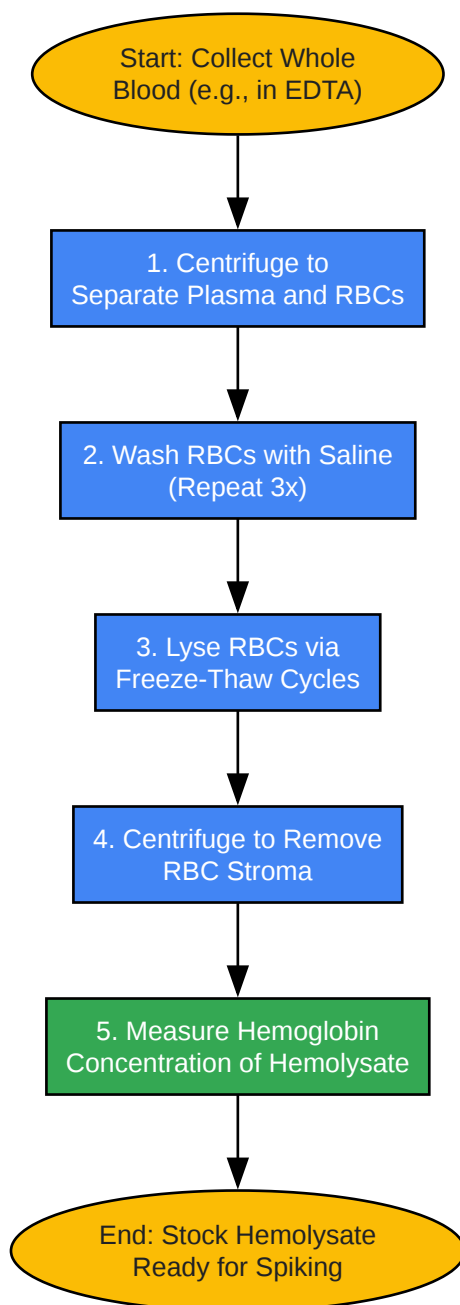 Start: Collect Whole
Blood (e.g., in EDTA)
1. Centrifuge to
Separate Plasma and RBCs
2. Wash RBCs with Saline
(Repeat 3x)
3. Lyse RBCs via
Freeze-Thaw Cycles
4. Centrifuge to Remove
RBC Stroma
5. Measure Hemoglobin
Concentration of Hemolysate
End: Stock Hemolysate
Ready for Spiking